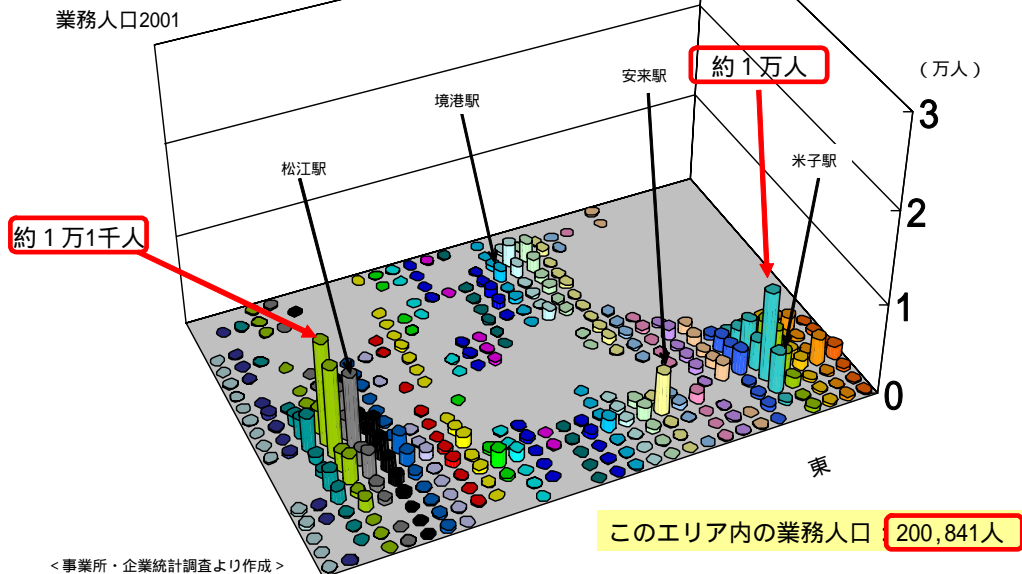 業務人口2001
約1万人
(万人)
安来駅
境港駅
3
米子駅
松江駅
2
約1万1千人
1
0
東
このエリア内の業務人口:200,841人
<事業所・企業統計調査より作成>